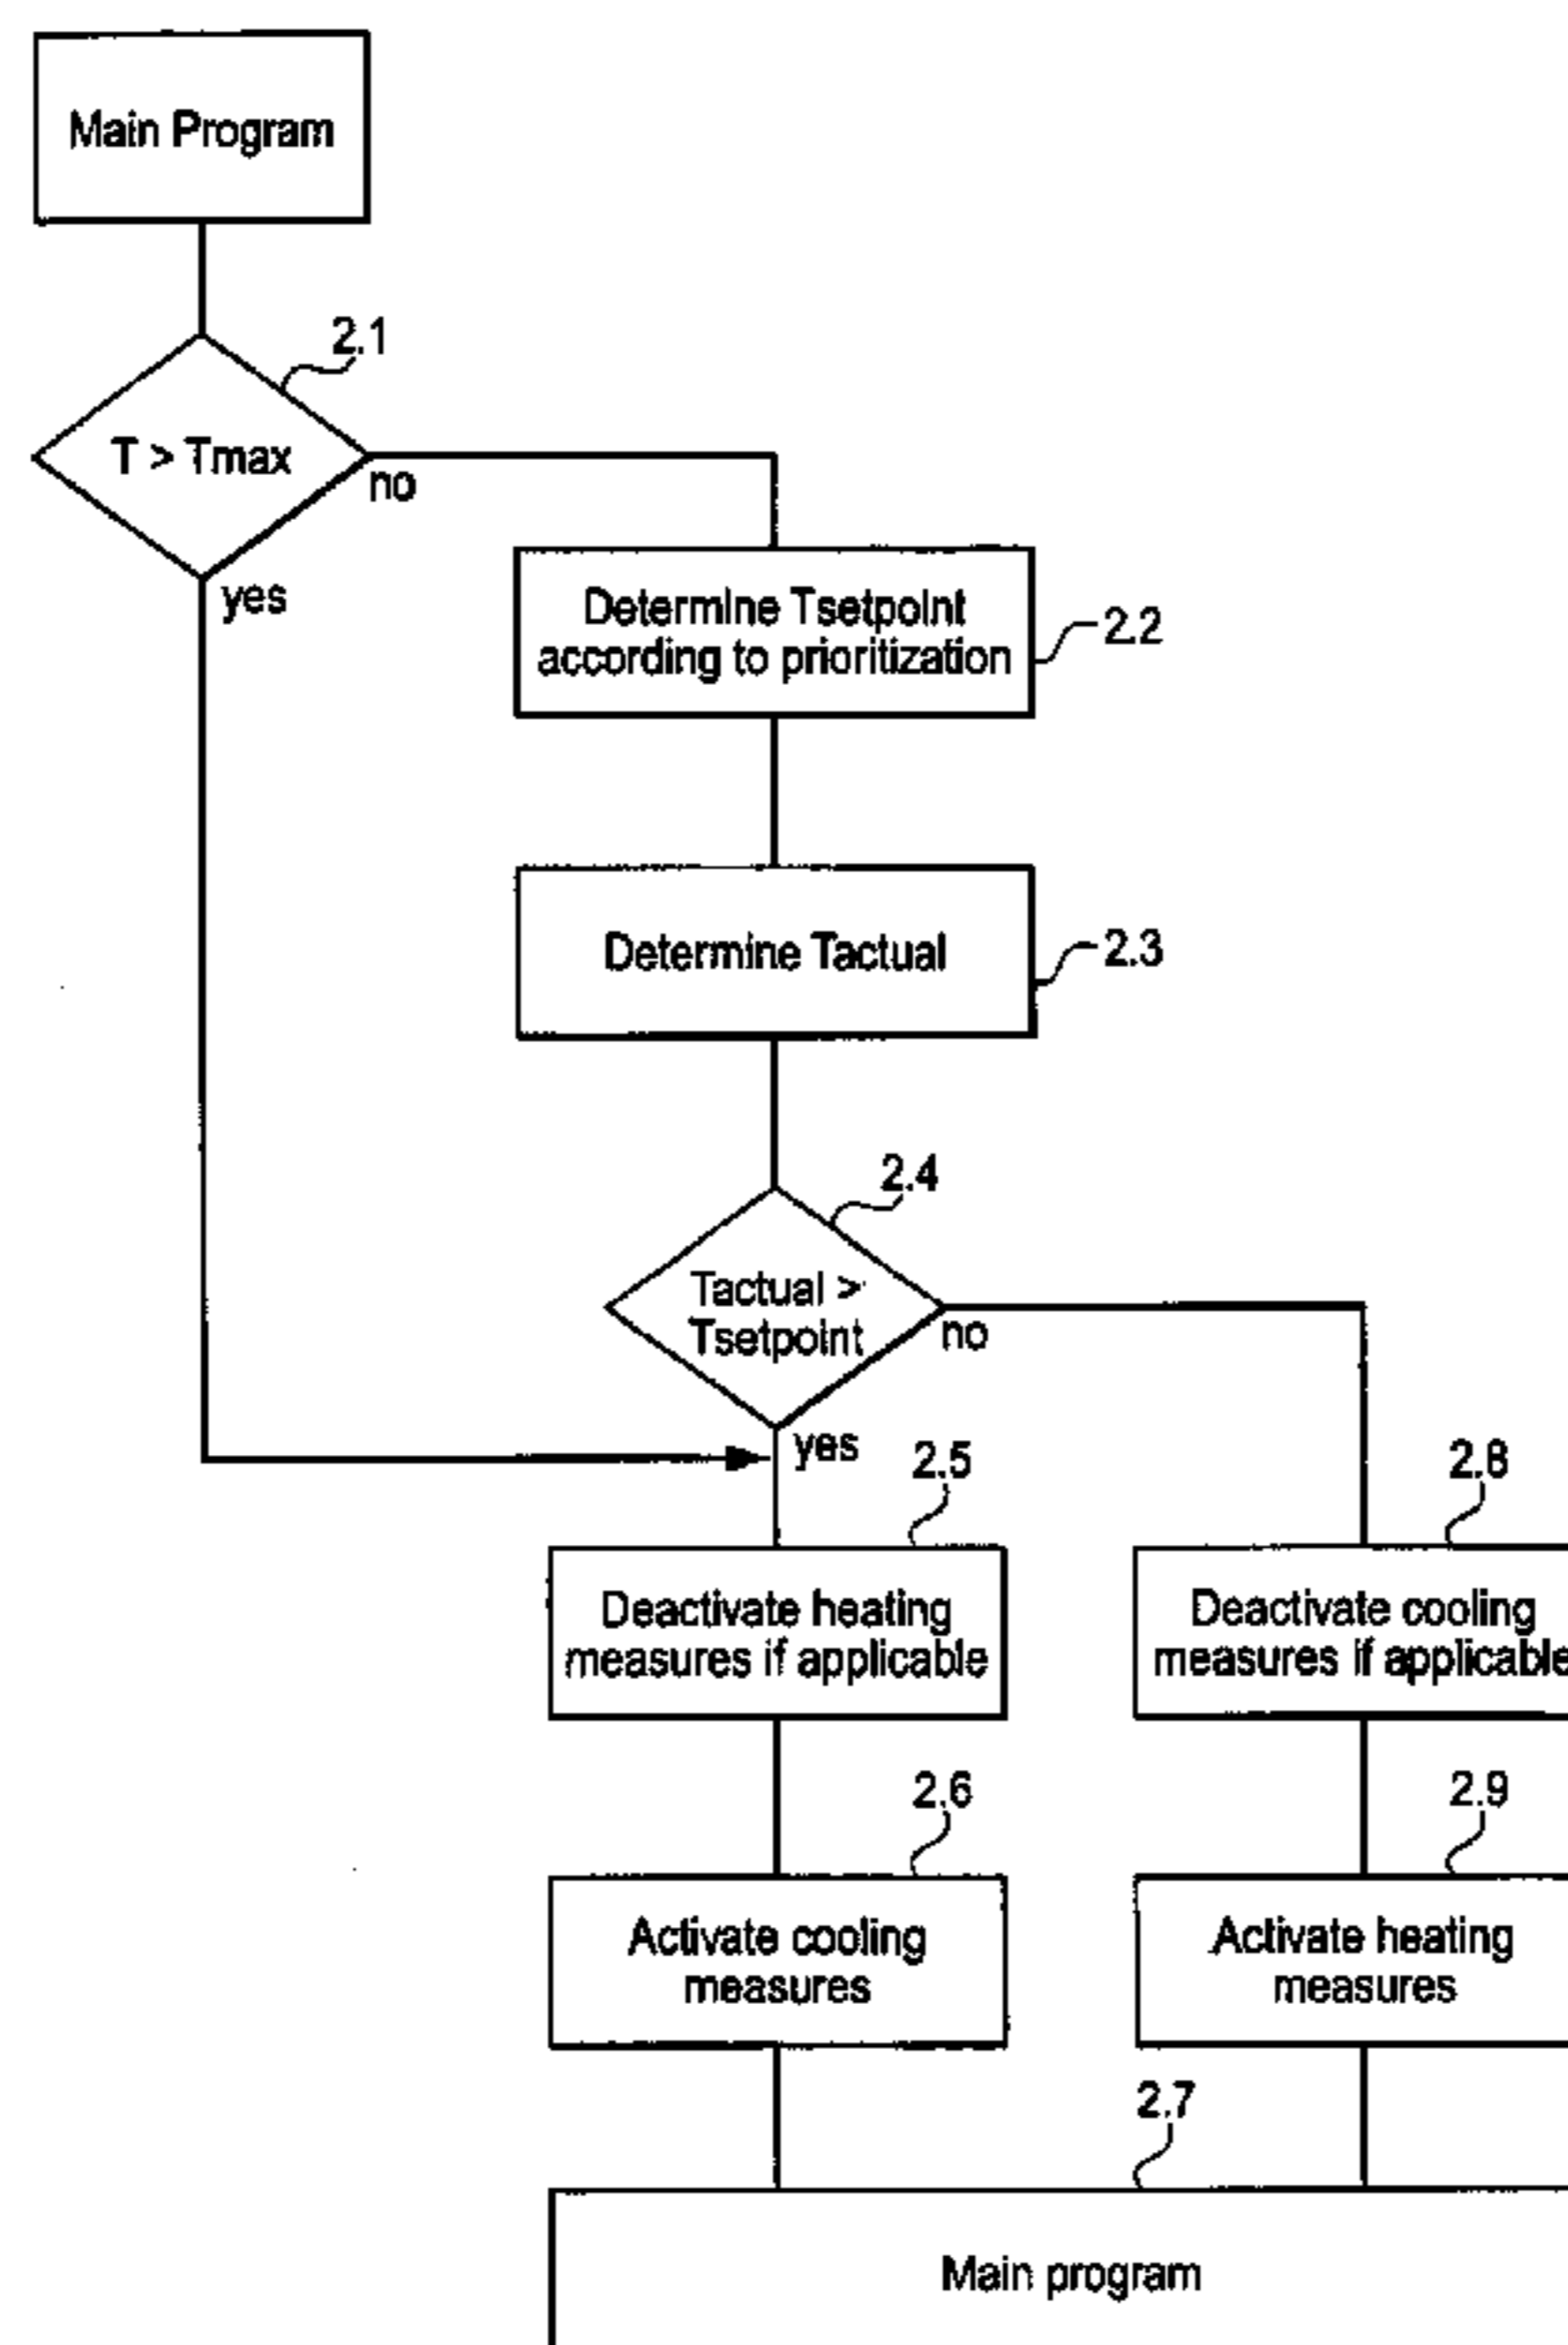 Main Program
2.1
T > Tmax
no
yes
Determine Tsetpoint
according to prioritization
2.2
Determine Tactual
2.3
2.4
Tactual >
Tsetpoint
no
yes
2.5
2.8
Deactivate heating
measures if applicable
Deactivate cooling
measures if applicable
2.6
2.9
Activate cooling
measures
Activate heating
measures
2.7
Main program